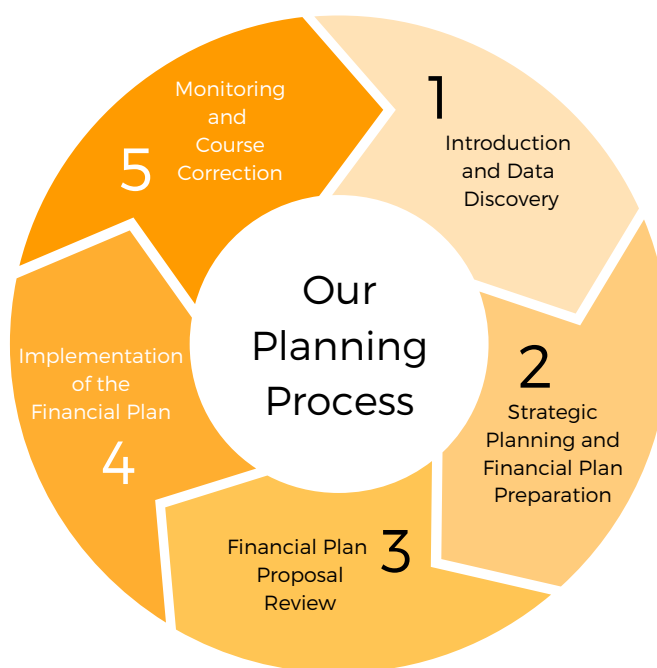 Our
Planning
Process
1
Introduction
and Data
Discovery
2
Strategic
Planning and
Financial Plan
Preparation
3
Financial Plan
Proposal
Review
4
Implementation
of the
Financial Plan
5
Monitoring
and
Course
Correction